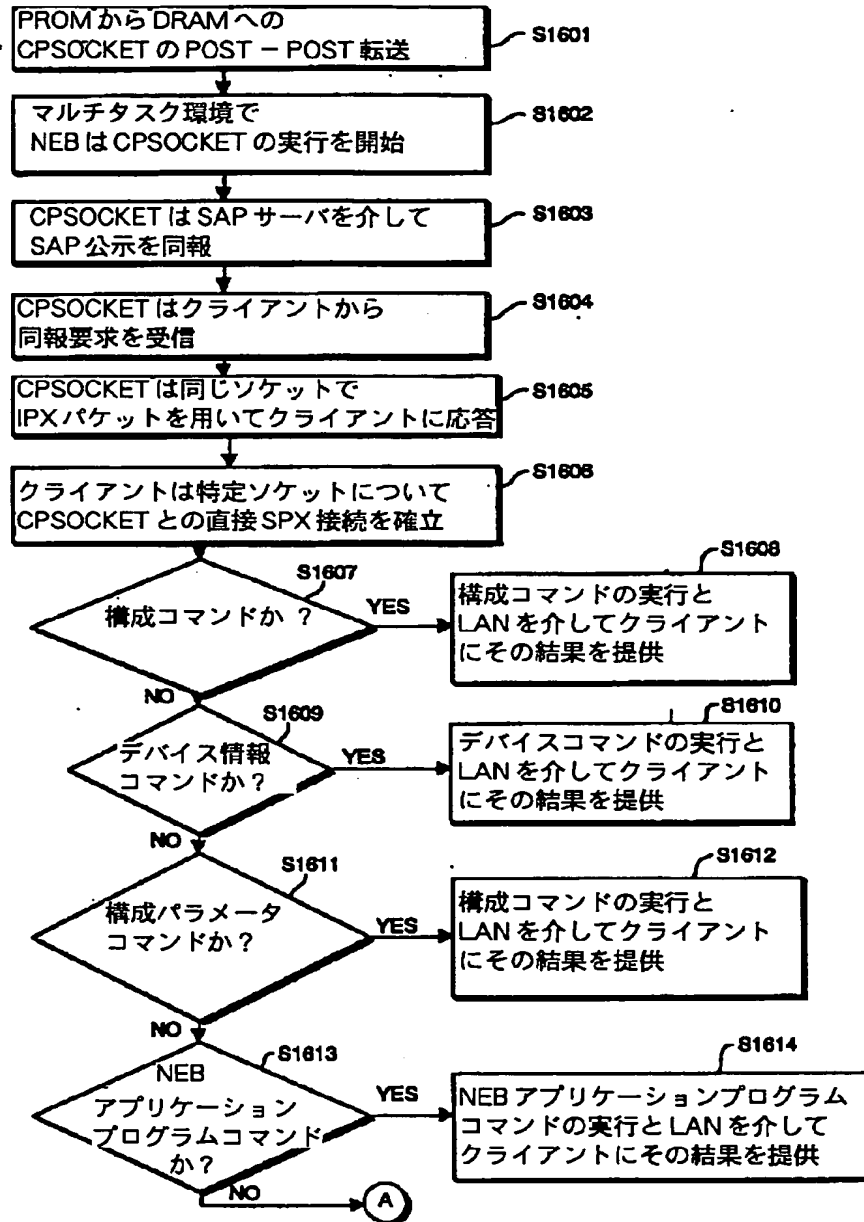 PROMからDRAMへの
CPSOCKETのPOST－POST転送
S1601
マルチタスク環境で
NEBはCPSOCKETの実行を開始
S1602
CPSOCKETはSAPサーバを介して
SAP公示を同報
S1603
CPSOCKETはクライアントから
同報要求を受信
S1604
CPSOCKETは同じソケットで
IPXパケットを用いてクライアントに応答
S1605
クライアントは特定ソケットについて
CPSOCKETとの直接SPX接続を確立
S1606
S1607
構成コマンドか？
YES
NO
S1608
構成コマンドの実行と
LANを介してクライアント
にその結果を提供
S1609
デバイス情報
コマンドか？
YES
NO
S1610
デバイスコマンドの実行と
LANを介してクライアント
にその結果を提供
S1611
構成パラメータ
コマンドか？
YES
NO
S1612
構成コマンドの実行と
LANを介してクライアント
にその結果を提供
S1613
NEB
アプリケーション
プログラムコマンド
か？
YES
NO
S1614
NEBアプリケーションプログラム
コマンドの実行とLANを介して
クライアントにその結果を提供
A